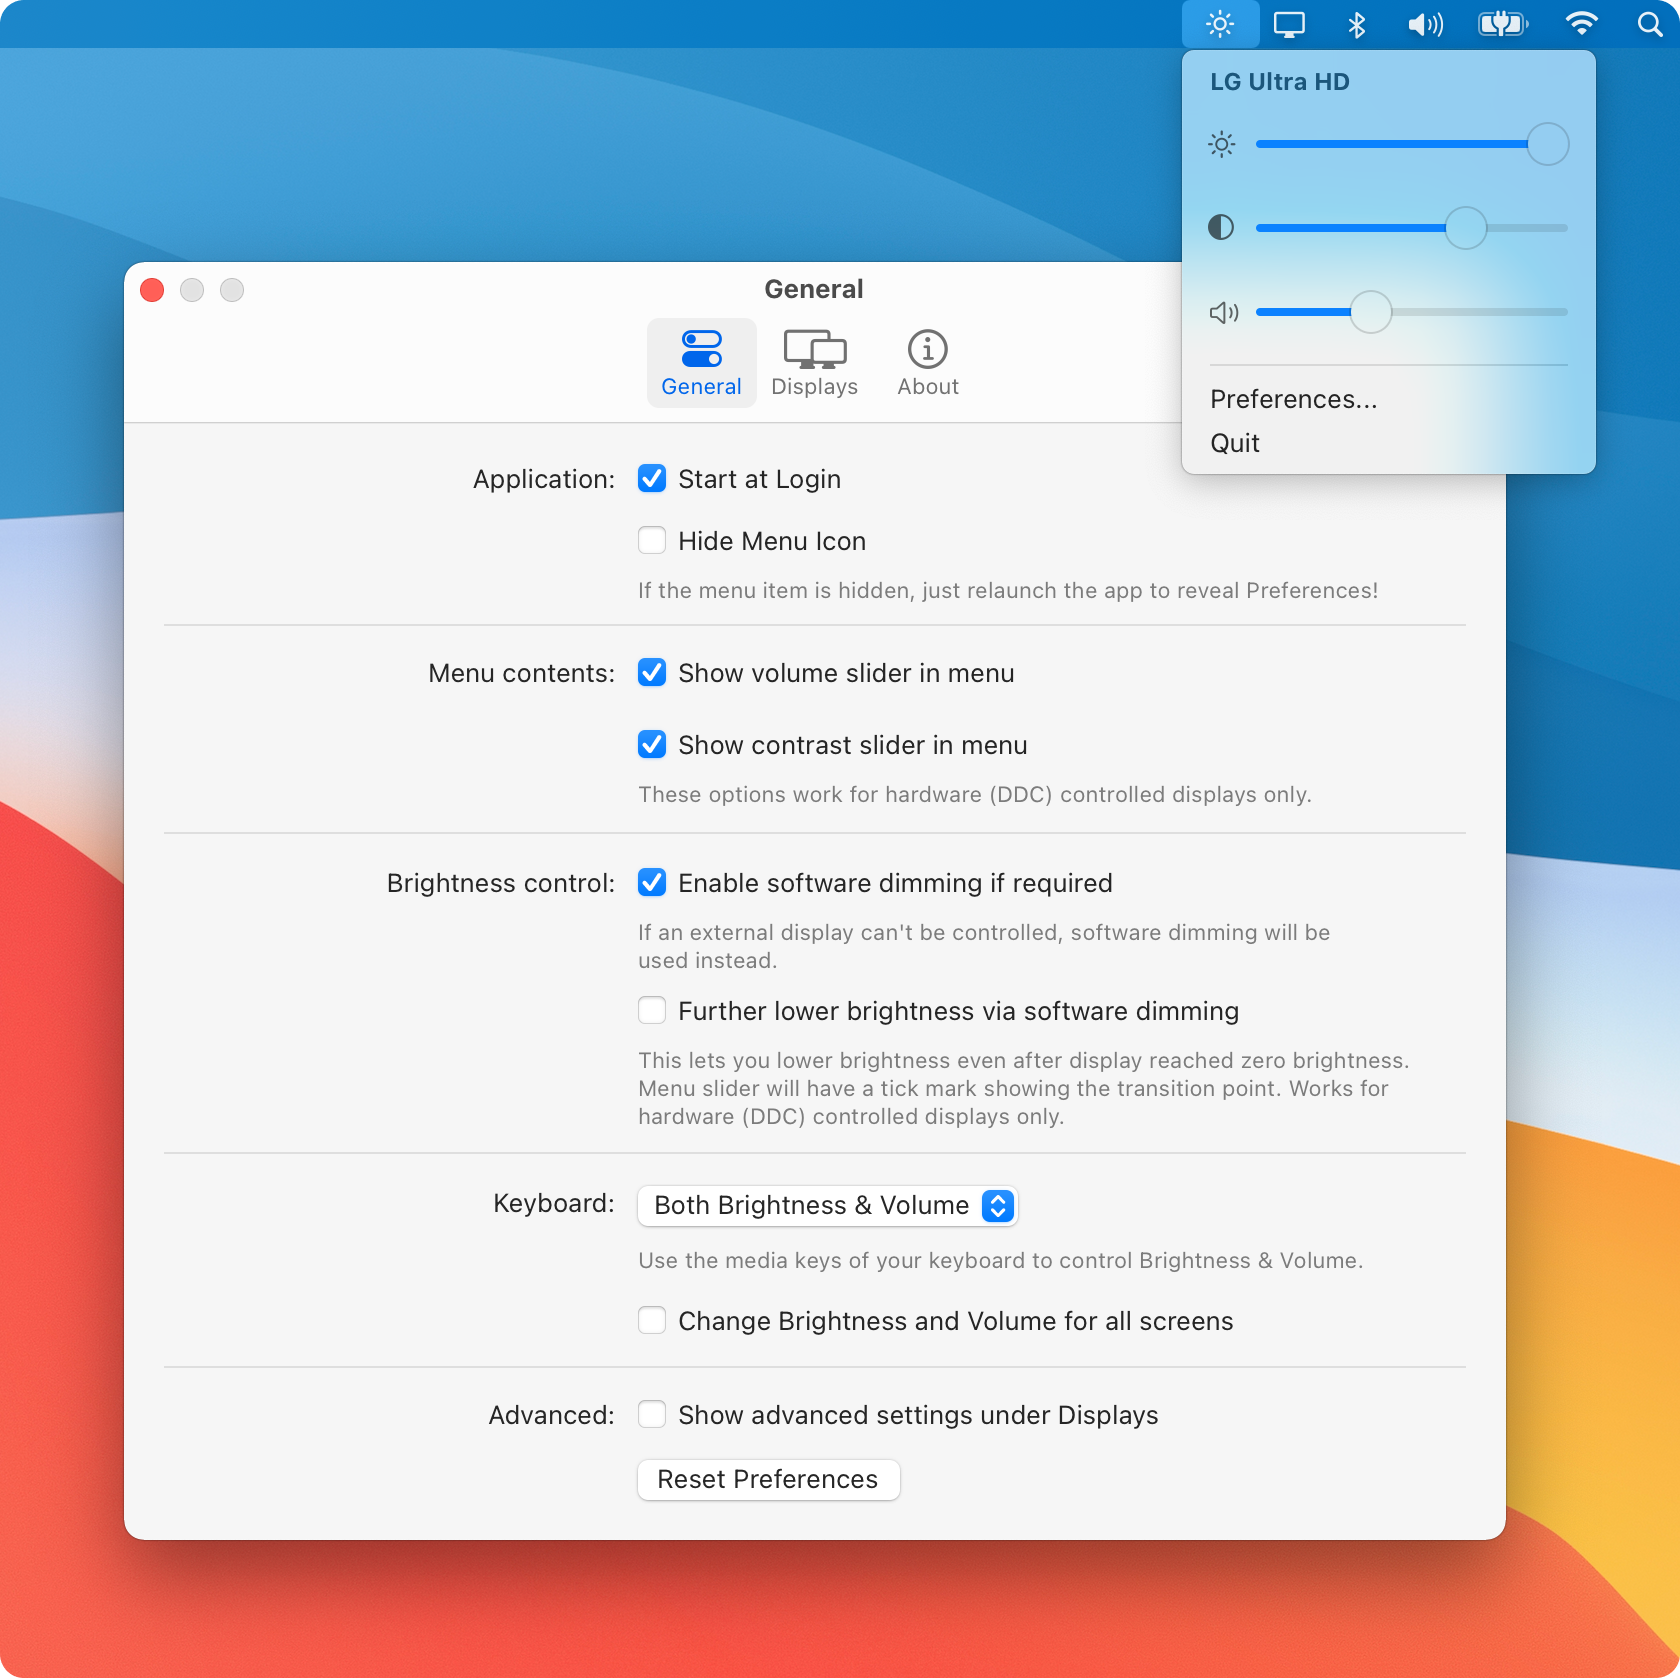 LG Ultra HD
Preferences...
Quit
General
General
Displays
About
Application:
Start at Login
Hide Menu Icon
If the menu item is hidden, just relaunch the app to reveal Preferences!
Menu contents:
Show volume slider in menu
Show contrast slider in menu
These options work for hardware (DDC) controlled displays only.
Brightness control:
Enable software dimming if required
If an external display can't be controlled, software dimming will be
used instead.
Further lower brightness via software dimming
This lets you lower brightness even after display reached zero brightness.
Menu slider will have a tick mark showing the transition point. Works for
hardware (DDC) controlled displays only.
Keyboard:
Both Brightness & Volume
Use the media keys of your keyboard to control Brightness & Volume.
Change Brightness and Volume for all screens
Advanced:
Show advanced settings under Displays
Reset Preferences